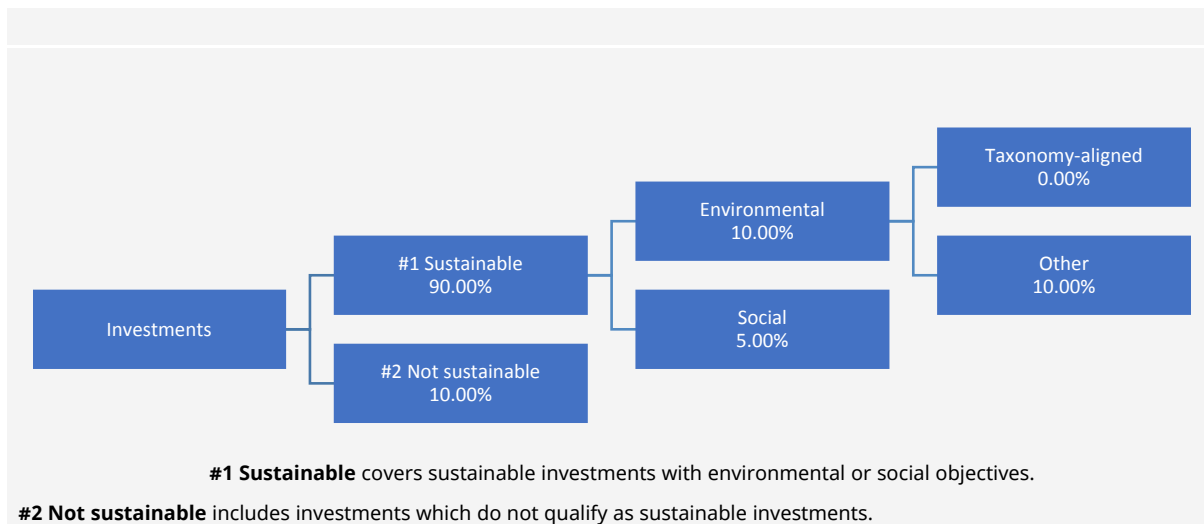 Investments
#1 Sustainable
90.00%
#2 Not sustainable
10.00%
Environmental
10.00%
Social
5.00%
Taxonomy-aligned
0.00%
Other
10.00%
#1 Sustainable covers sustainable investments with environmental or social objectives.
#2 Not sustainable includes investments which do not qualify as sustainable investments.